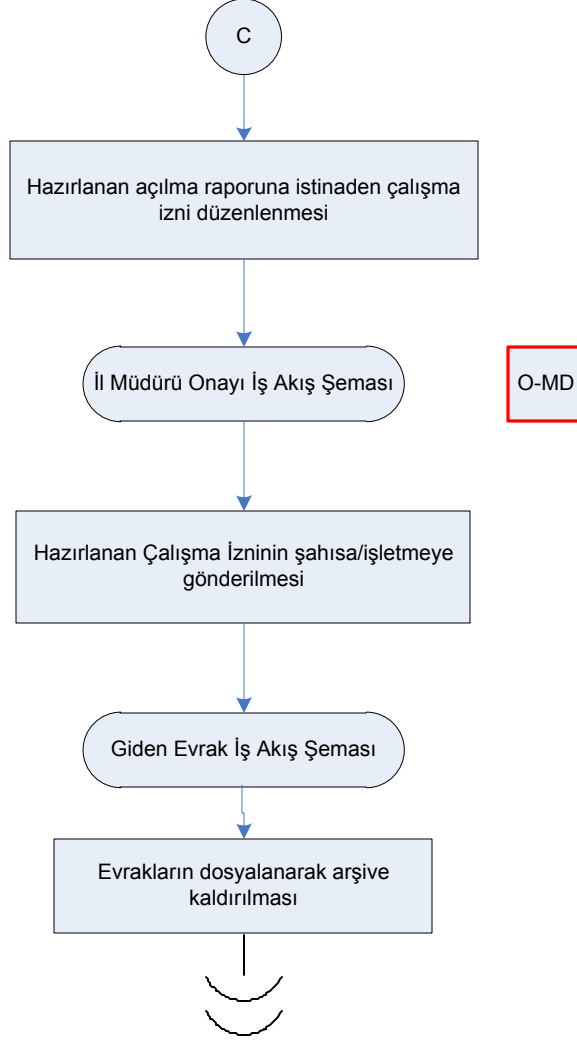 C
Hazırlanan açılma raporuna istinaden çalışma
izni düzenlenmesi
İl Müdürü Onayı İş Akış Şeması
O-MD
Hazırlanan Çalışma İzninin şahısa/işletmeye
gönderilmesi
Giden Evrak İş Akış Şeması
Evrakların dosyalanarak arşive
kaldırılması